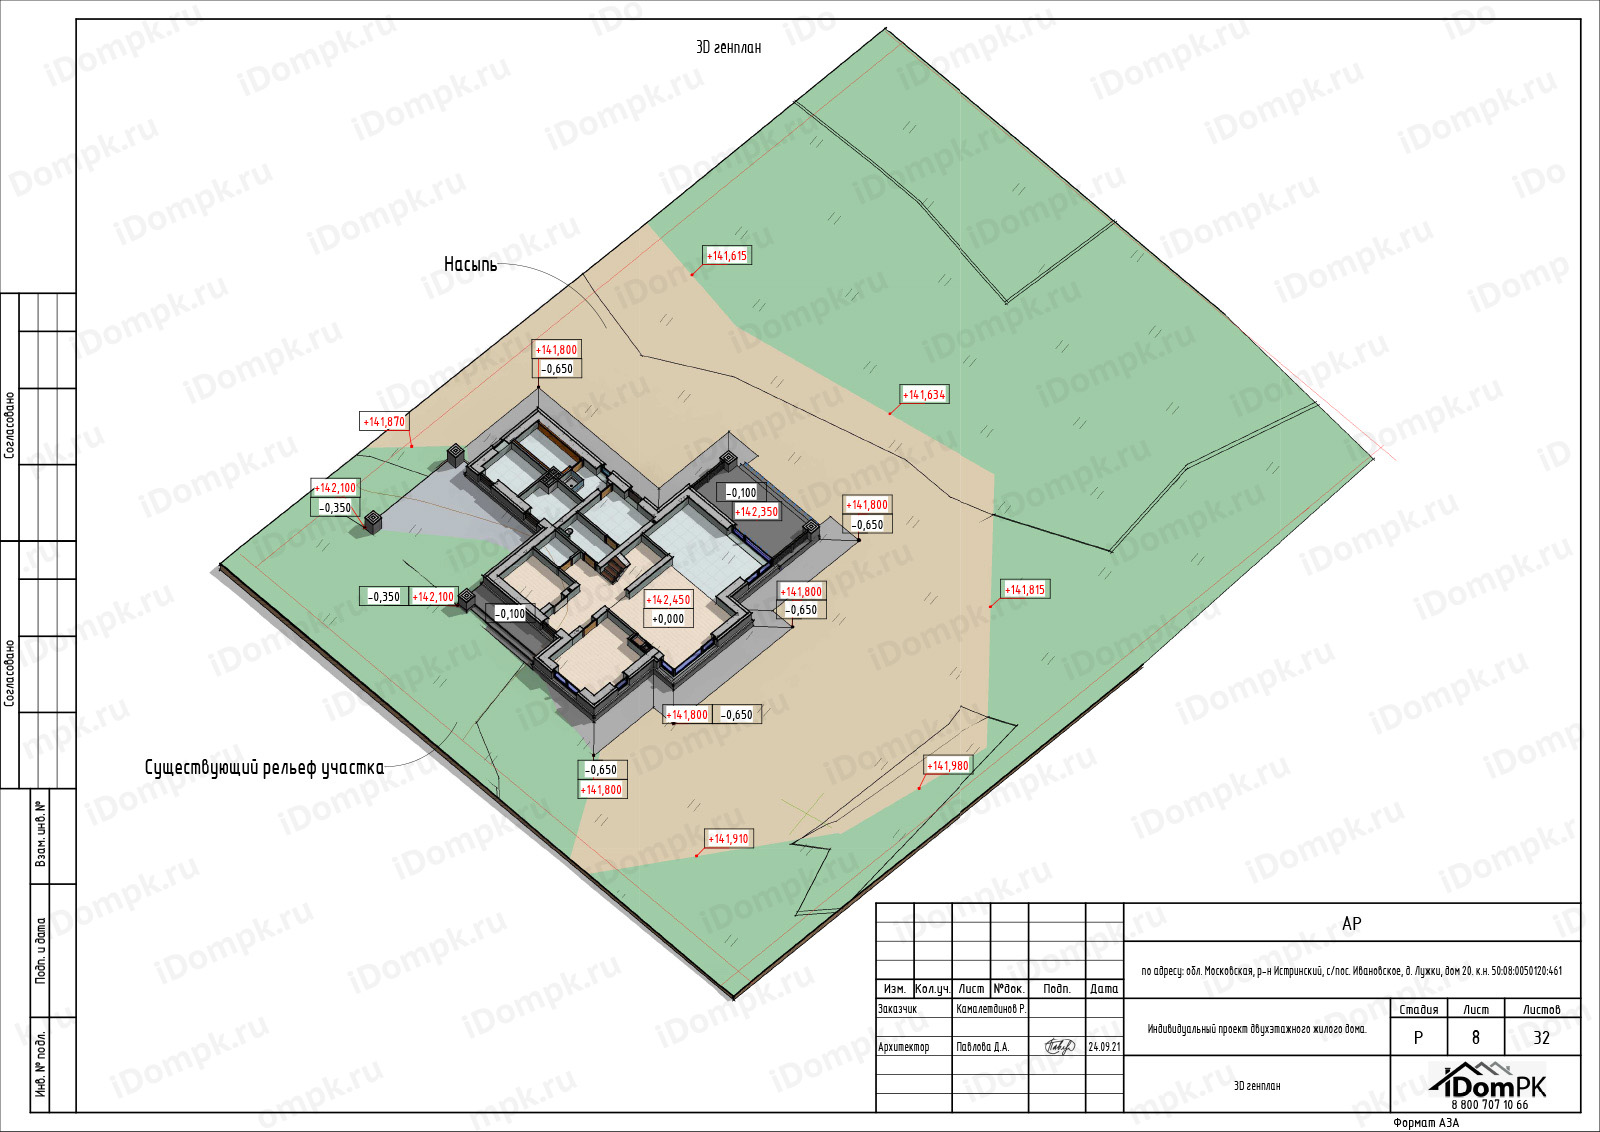 3D генплан
Насыпь
+141,615
+141,800
-0,650
+141,634
+141,870
+142,100
-0,350
-0,100
+142,350
+141,800
-0,650
-0,350 +142,100
-0,100
+142,450
+0,000
+141,800
-0,650
+141,815
+141,800 -0,650
Существующий рельеф участка
-0,650
+141,800
+141,980
+141,910
Согласовано
Согласовано
Взам. инв. №
Подп. и дата
Инв. № подл.
АР
по адресу: обл. Московская, р-н Истринский, с/пос. Ивановское, д. Лужки, дом 20. к.н. 50:08:0050120:461
Изм. Кол.уч. Лист №док. Подп. Дата
Заказчик Камалетдинов Р.
Индивидуальный проект двухэтажного жилого дома.
Стадия Лист Листов
Р 8 32
Архитектор Павлова Д.А. 24.09.21
3D генплан
iDomPK
8 800 707 10 66
Формат А3А
iDompk.ru